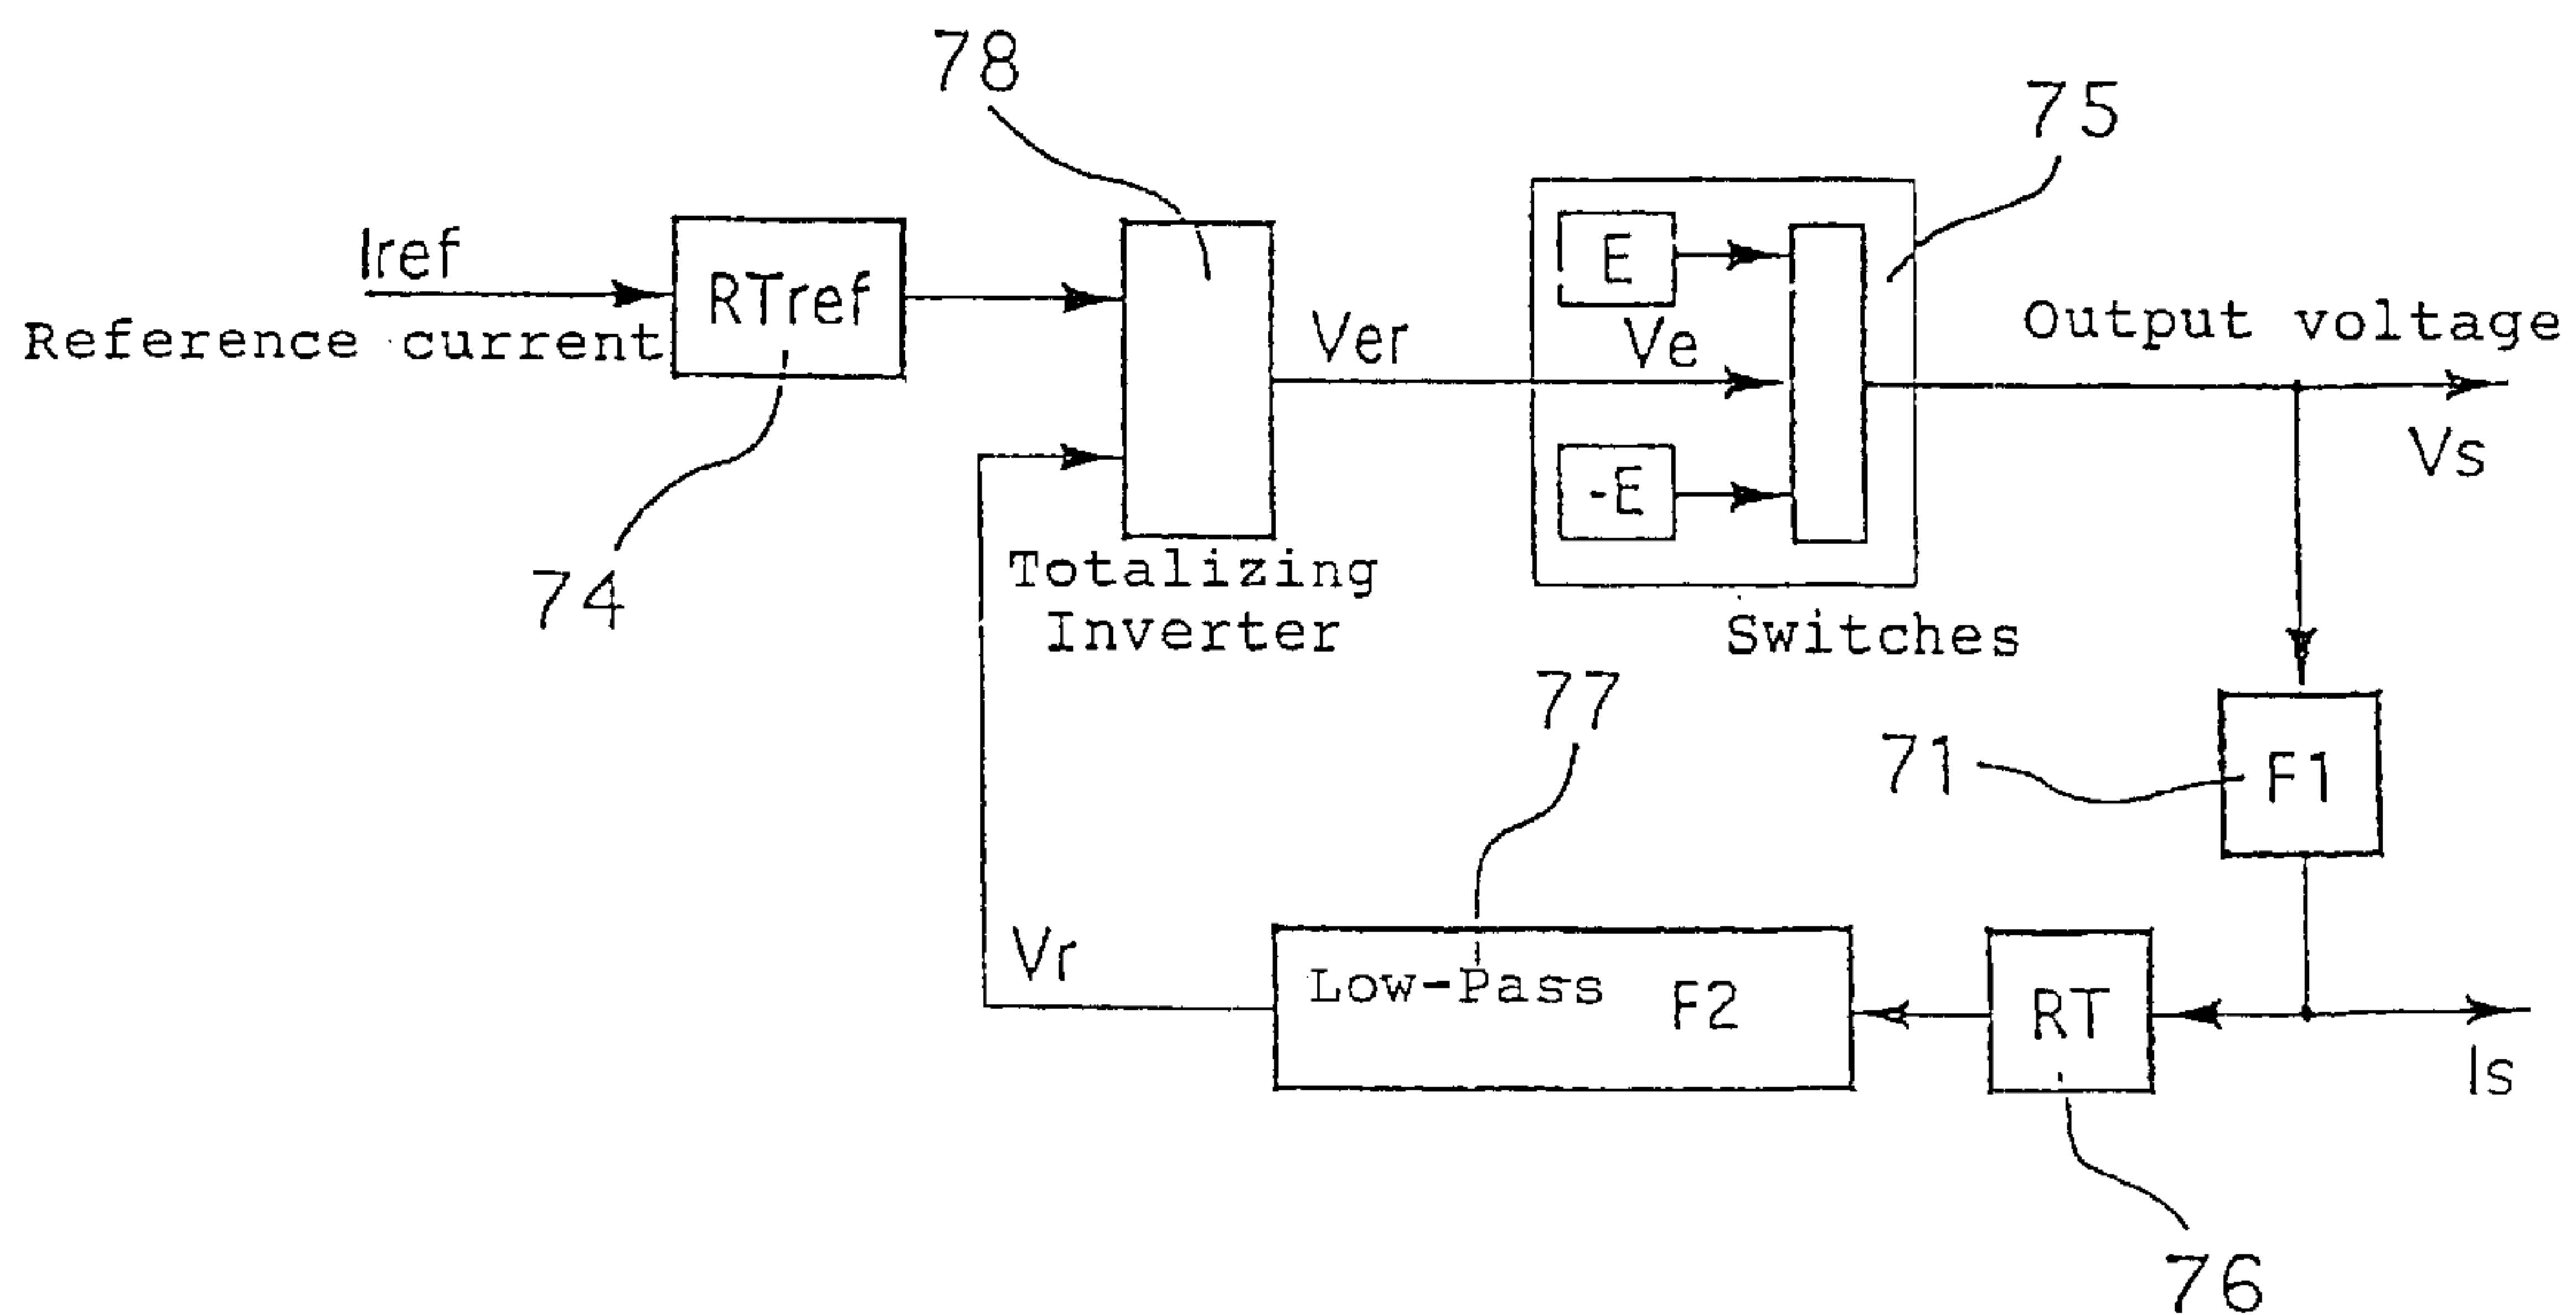 78
75
Iref
RTref
Reference current
E
Ver
Ve
Output voltage
Vs
-E
74
Totalizing
Inverter
Switches
77
71
F1
Vr
Low-Pass
F2
RT
Is
76